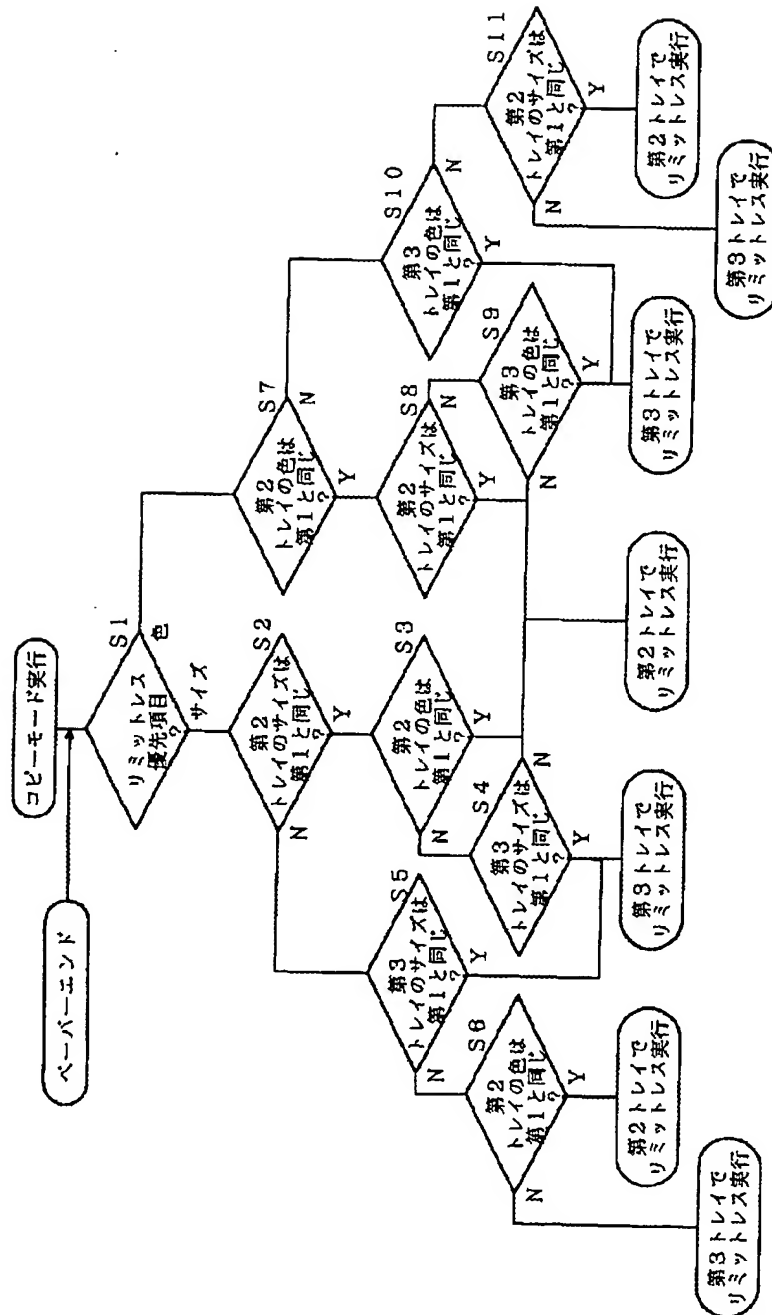 コピーモード実行
ペーパーエンド
S1
リミットレス
優先項目
?
色
サイズ
S2
第2
トレイのサイズは
第1と同じ
?
N
Y
S3
第2
トレイの色は
第1と同じ
?
N
Y
S4
第3
トレイのサイズは
第1と同じ
?
N
Y
S5
第3
トレイのサイズは
第1と同じ
?
N
Y
S6
第2
トレイの色は
第1と同じ
?
N
Y
S7
第2
トレイの色は
第1と同じ
?
N
Y
S8
第2
トレイのサイズは
第1と同じ
?
N
Y
S9
第3
トレイの色は
第1と同じ
?
N
Y
S10
第3
トレイの色は
第1と同じ
?
N
Y
S11
第2
トレイのサイズは
第1と同じ
?
N
Y
第3トレイで
リミットレス実行
第2トレイで
リミットレス実行
第3トレイで
リミットレス実行
第2トレイで
リミットレス実行
第3トレイで
リミットレス実行
第3トレイで
リミットレス実行
第2トレイで
リミットレス実行